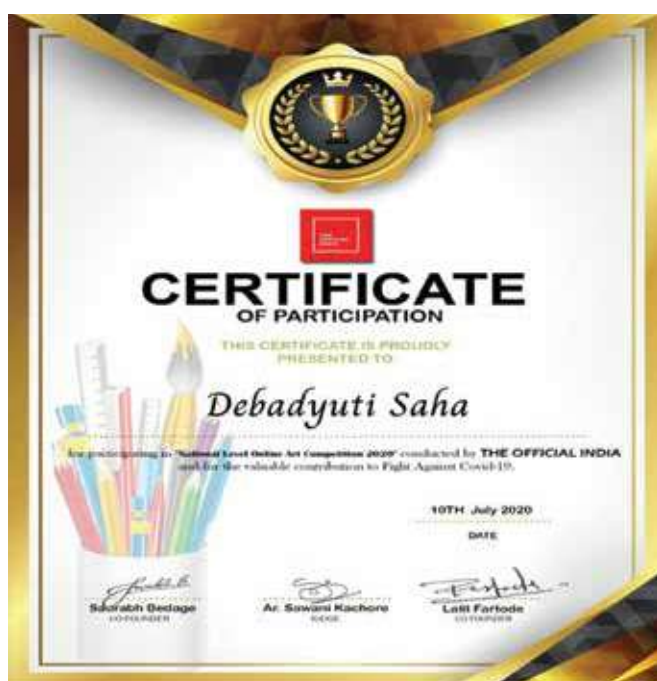 CERTIFICATE
OF PARTICIPATION
THIS CERTIFICATE IS PROUDLY
PRESENTED TO
Debadyuti Saha
for participating in "National Level Online Art Competition 2020" conducted by THE OFFICIAL INDIA
and for the valuable contribution to Fight Against Covid-19.
10TH July 2020
DATE
Saurabh Bedage
CO FOUNDER
Ar. Sawani Kachore
JUDGE
Lalit Fartode
CO FOUNDER